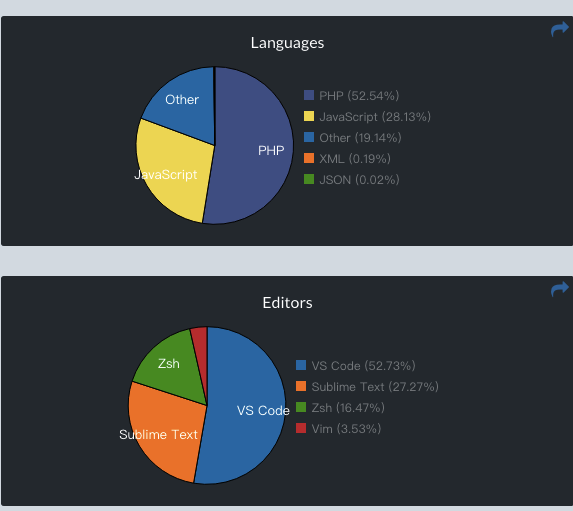 Languages
Other
PHP
JavaScript
PHP (52.54%)
JavaScript (28.13%)
Other (19.14%)
XML (0.19%)
JSON (0.02%)
Editors
Zsh
VS Code
Sublime Text
VS Code (52.73%)
Sublime Text (27.27%)
Zsh (16.47%)
Vim (3.53%)